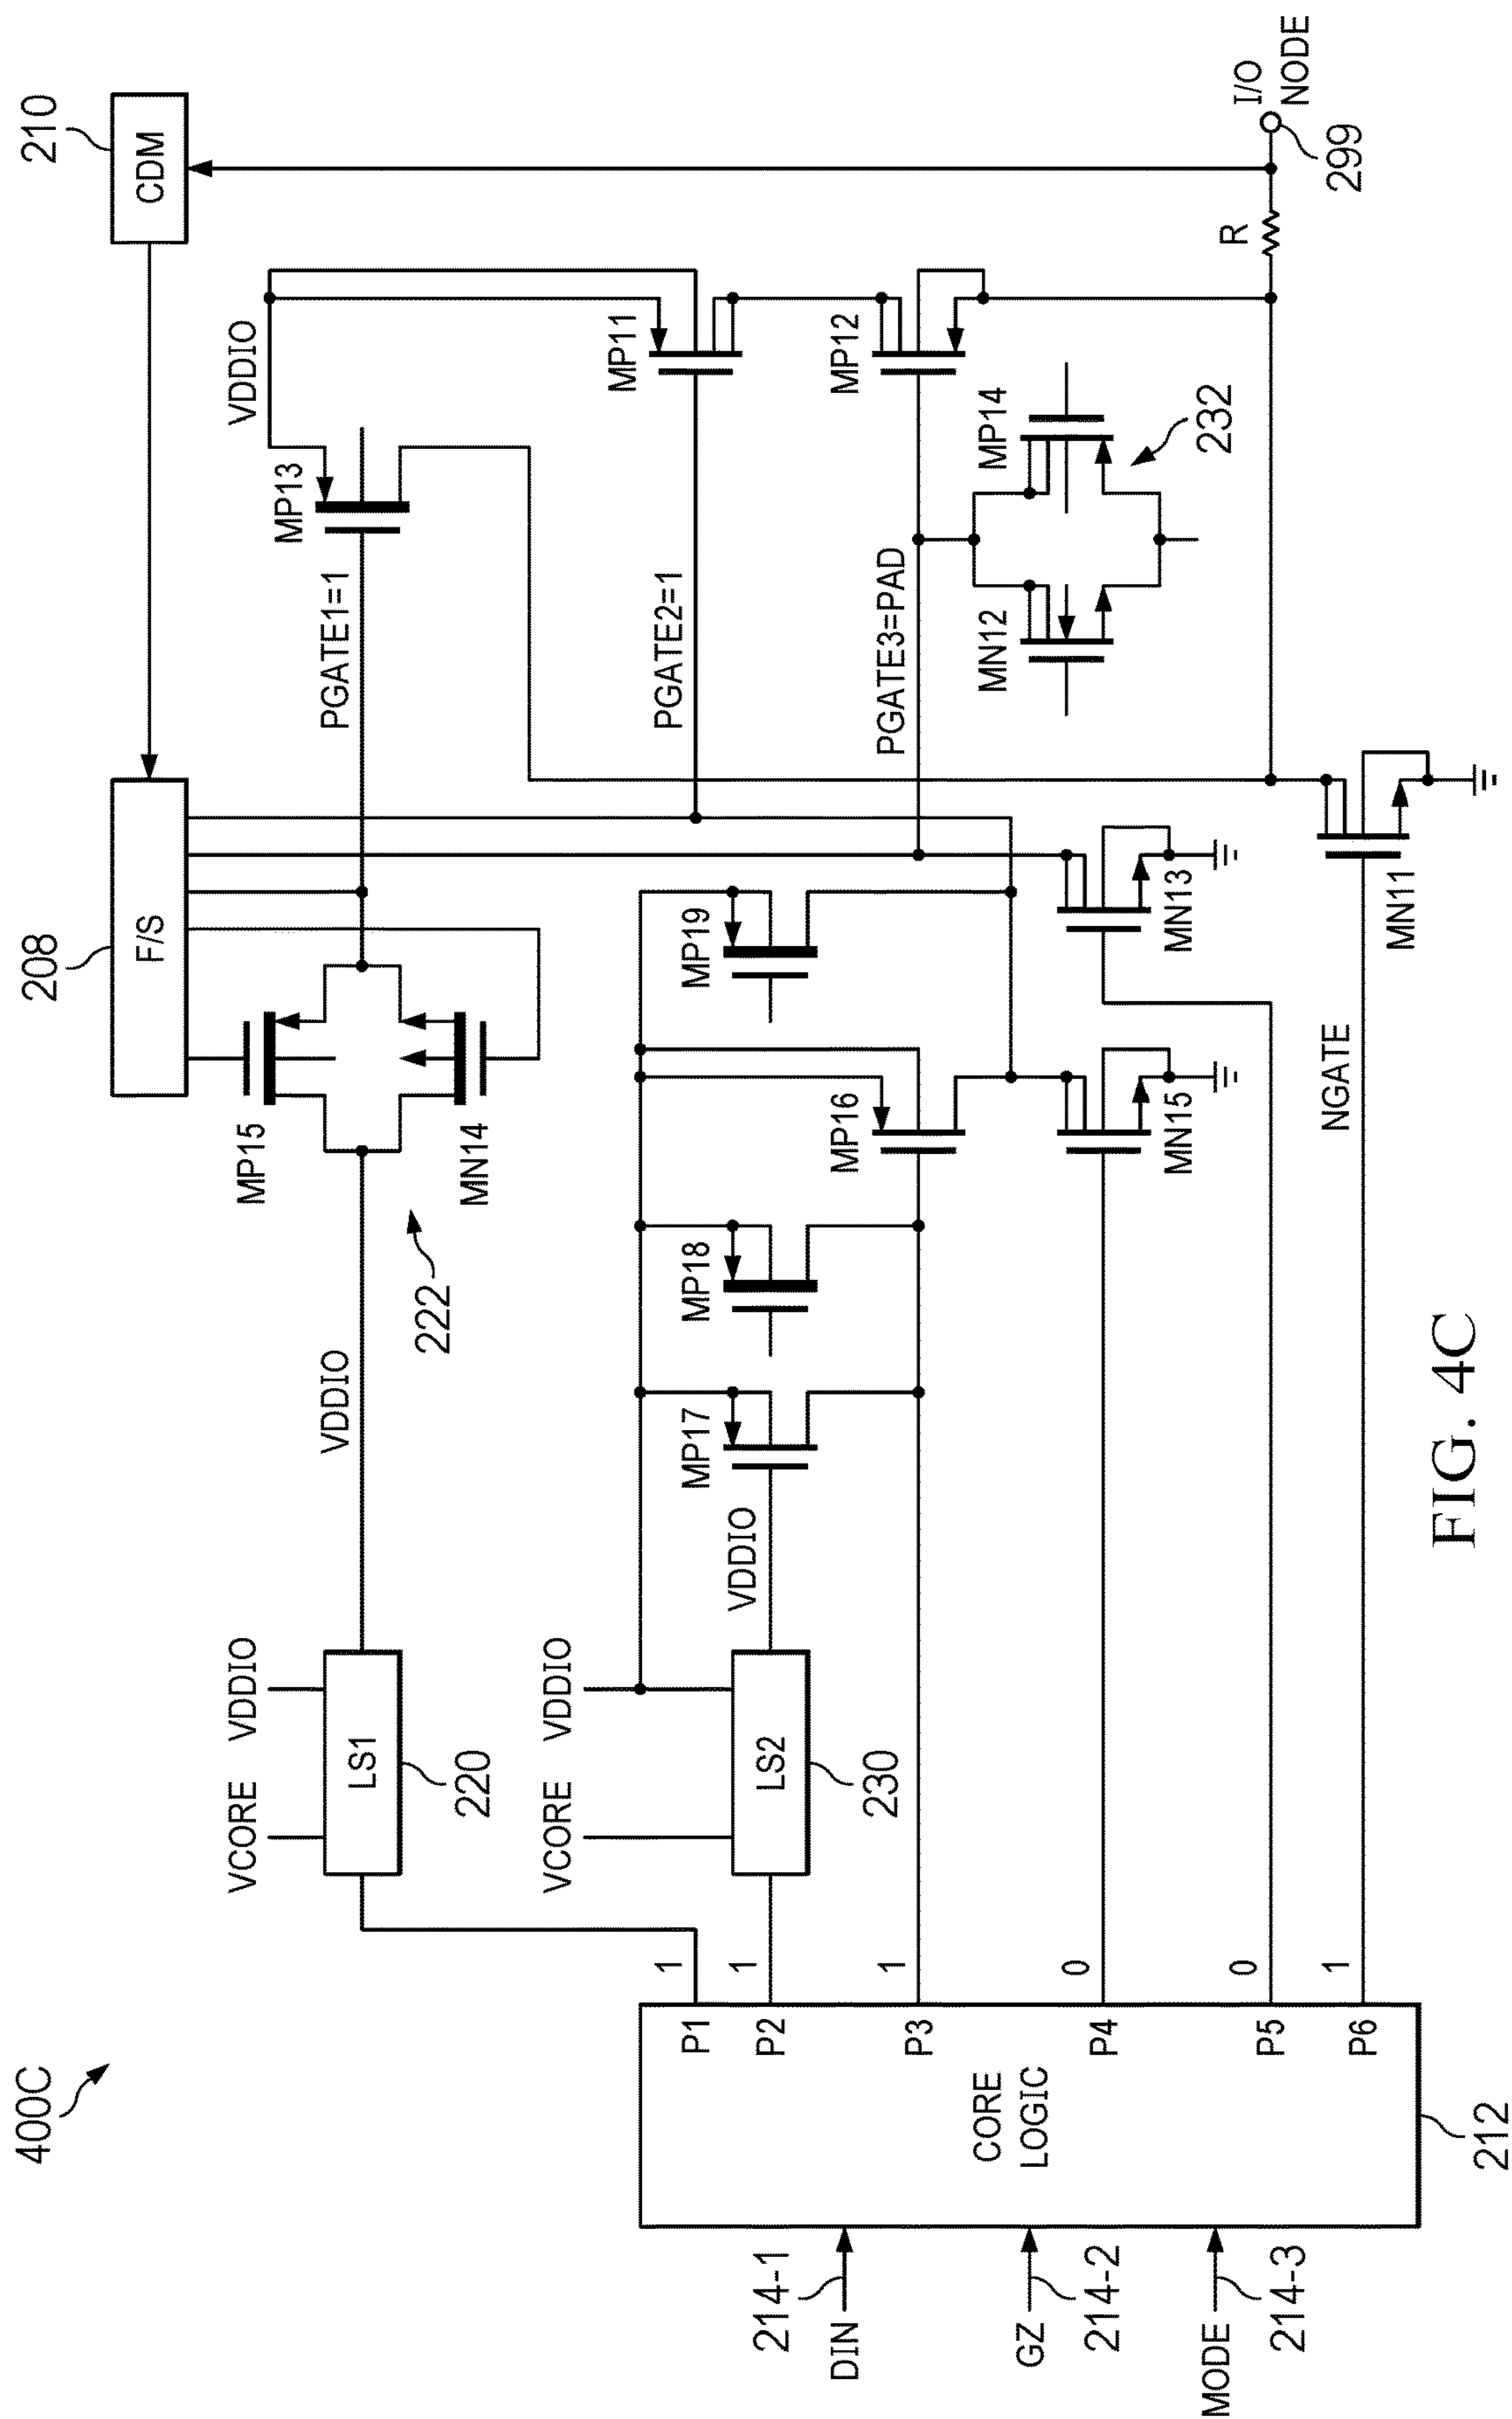 400C
DIN
214-1
GZ
214-2
MODE
214-3
CORE
LOGIC
212
P1
P2
P3
P4
P5
P6
1
1
1
0
0
1
VCORE
VDDIO
LS1
220
VCORE
VDDIO
LS2
230
VDDIO
222
MP15
MN14
208
F/S
210
CDM
VDDIO
MP17
MP18
MP19
MP16
MN15
MN13
NGATE
MN11
PGATE1=1
PGATE2=1
PGATE3=PAD
MP13
VDDIO
MP11
MP12
MN12
MP14
232
R
I/O
NODE
299
FIG. 4C